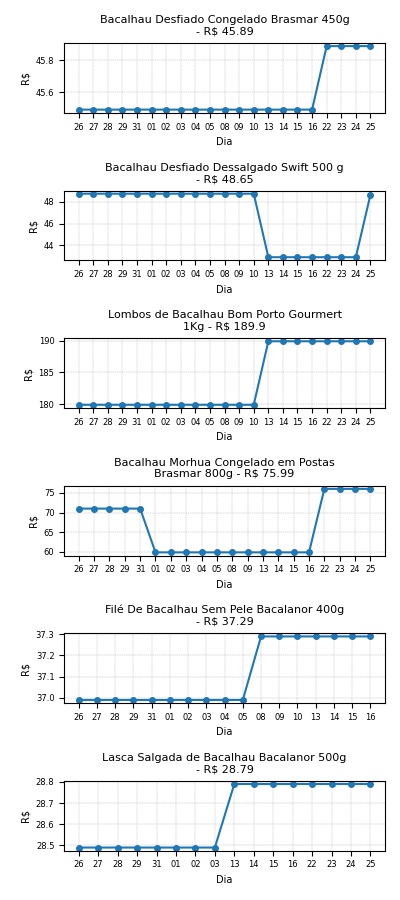 Bacalhau Desfiado Congelado Brasmar 450g
- R$ 45.89
45.8
45.6
R$
26 27 28 29 31 01 02 03 04 05 08 09 10 13 14 15 16 22 23 24 25
Dia
Bacalhau Desfiado Dessalgado Swift 500 g
- R$ 48.65
48
46
44
R$
26 27 28 29 31 01 02 03 04 05 08 09 10 13 14 15 16 22 23 24 25
Dia
Lombos de Bacalhau Bom Porto Gourmert
1Kg - R$ 189.9
190
185
180
R$
26 27 28 29 31 01 02 03 04 05 08 09 10 13 14 15 16 22 23 24 25
Dia
Bacalhau Morhua Congelado em Postas
Brasmar 800g - R$ 75.99
75
70
65
60
R$
26 27 28 29 31 01 02 03 04 05 08 09 13 14 15 16 22 23 24 25
Dia
Filé De Bacalhau Sem Pele Bacalanor 400g
- R$ 37.29
37.3
37.2
37.1
37.0
R$
26 27 28 29 31 01 02 03 04 05 08 09 10 13 14 15 16
Dia
Lasca Salgada de Bacalhau Bacalanor 500g
- R$ 28.79
28.8
28.7
28.6
28.5
R$
26 27 28 29 31 01 02 03 13 14 15 16 22 23 24 25
Dia